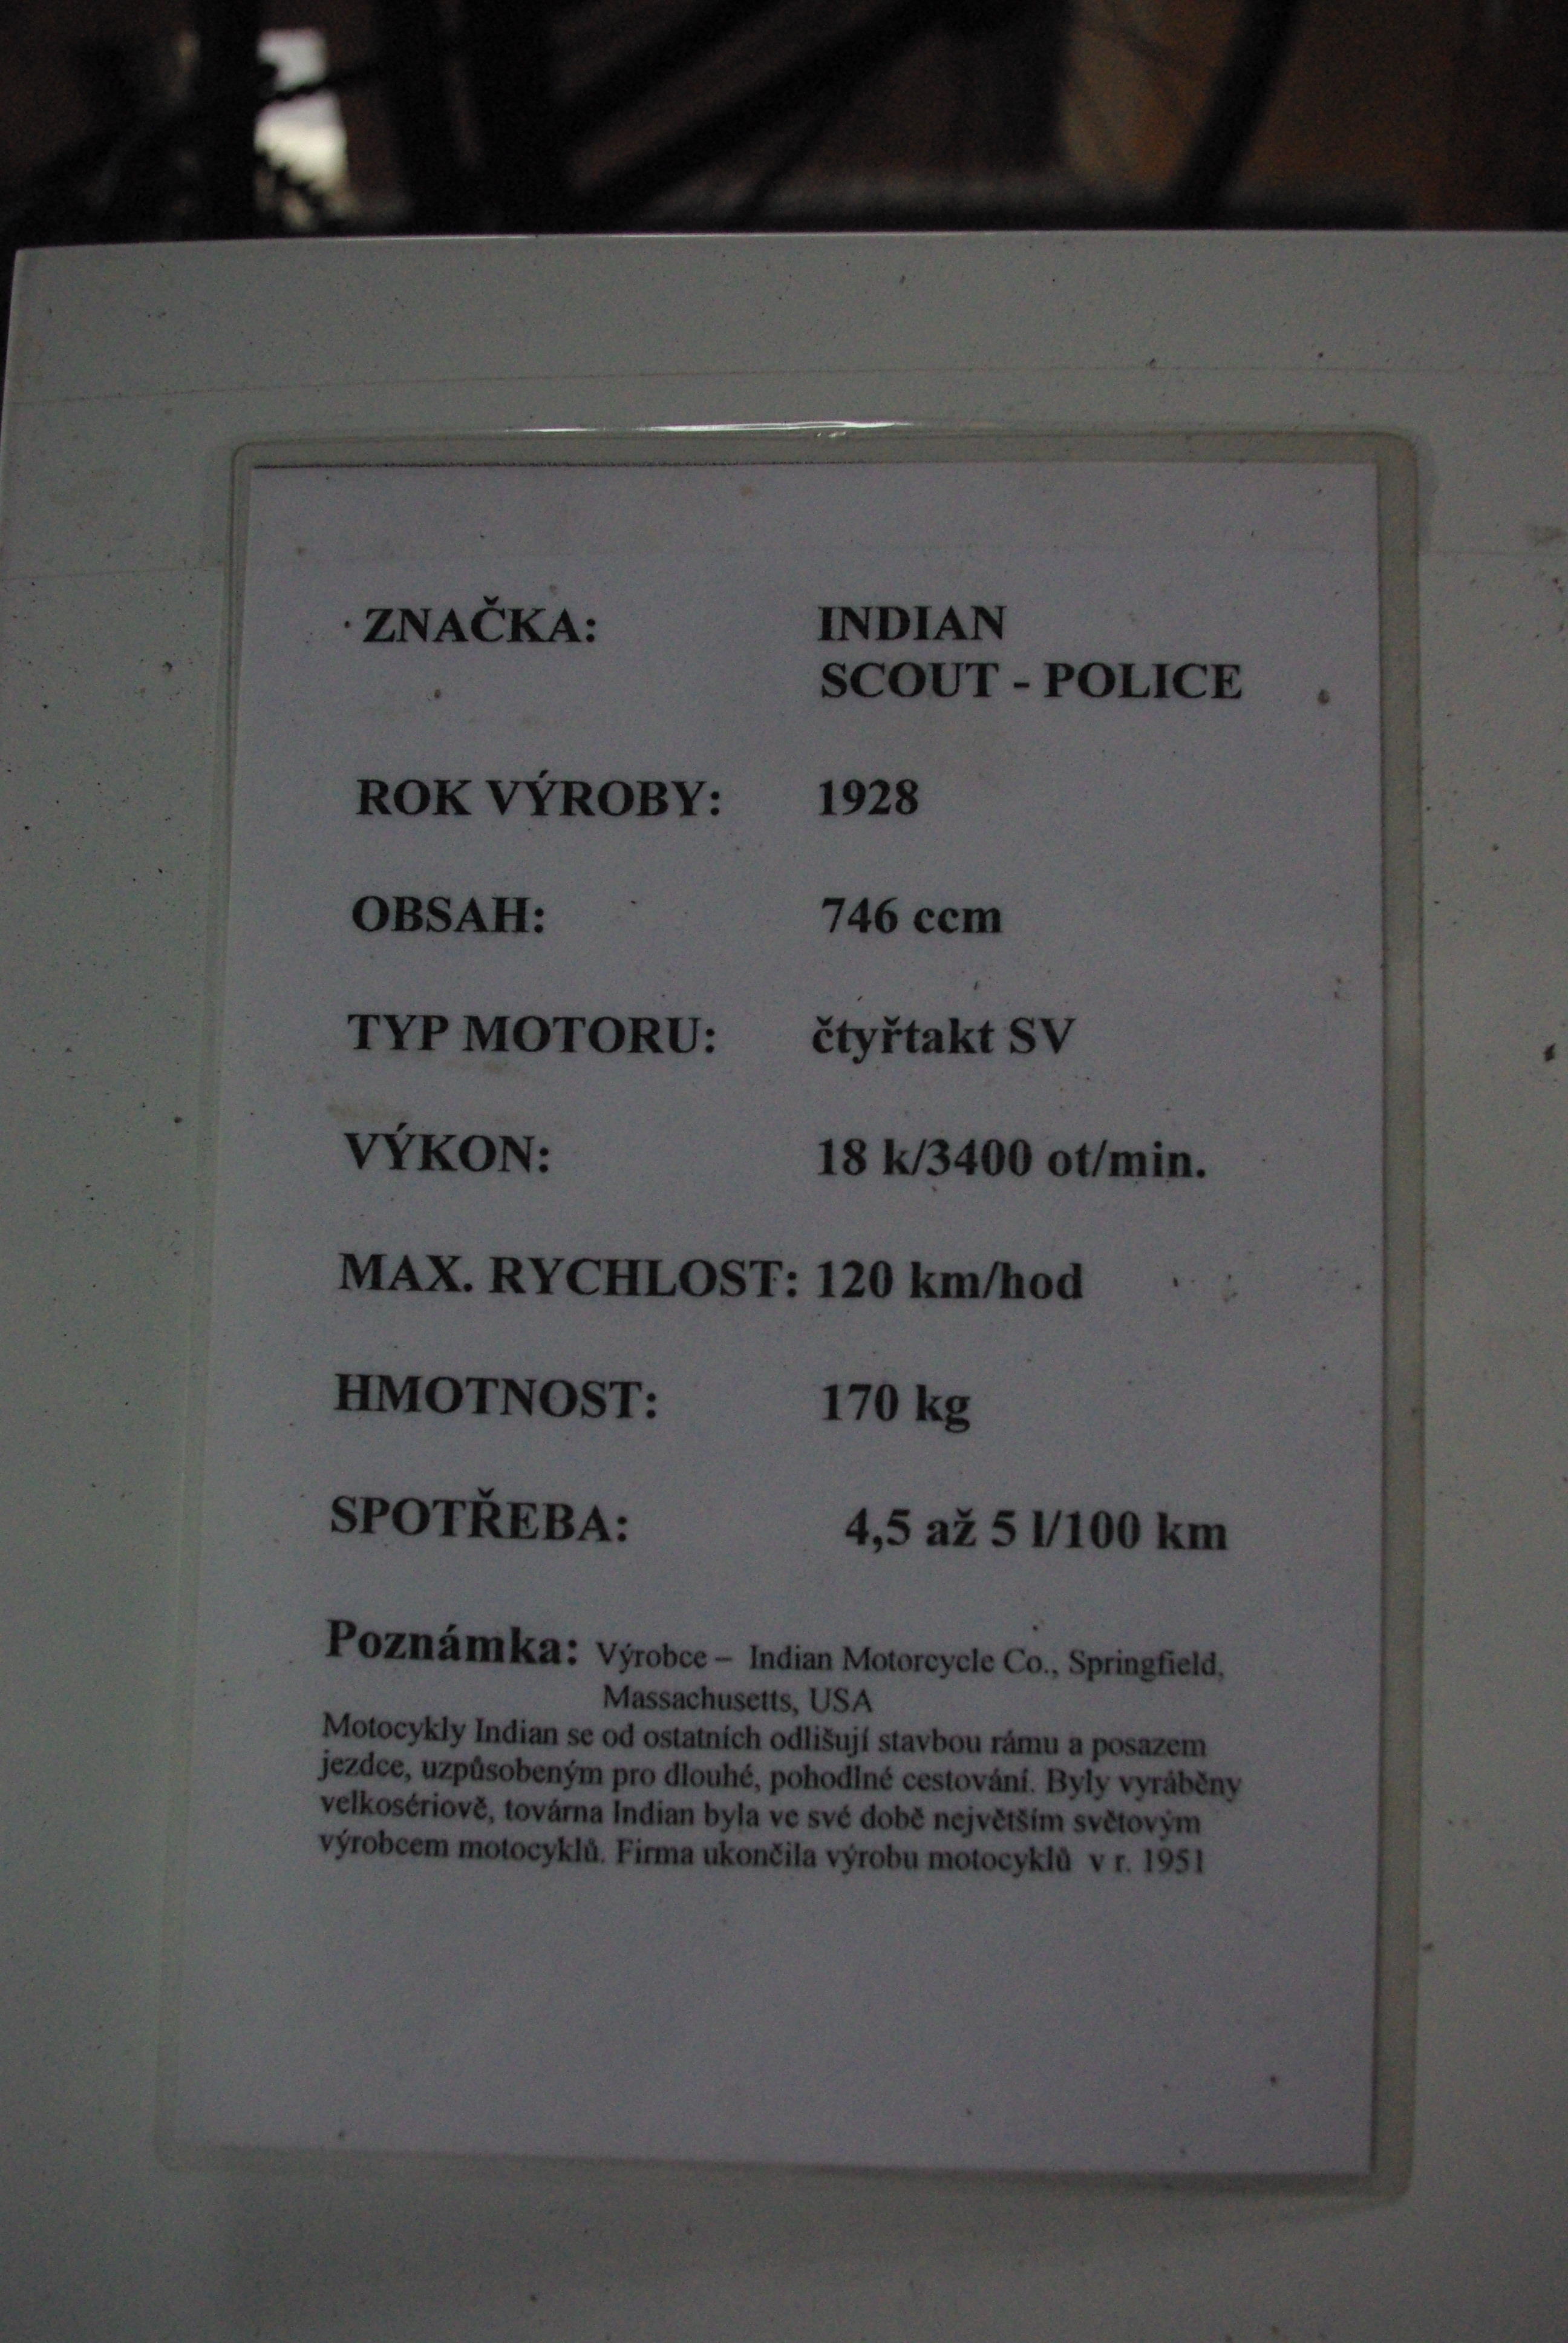 ZNAČKA: INDIAN
SCOUT - POLICE
ROK VÝROBY: 1928
OBSAH: 746 ccm
TYP MOTORU: čtyřtakt SV
VÝKON: 18 k/3400 ot/min.
MAX. RYCHLOST: 120 km/hod
HMOTNOST: 170 kg
SPOTŘEBA: 4,5 až 5 l/100 km
Poznámka: Výrobce – Indian Motorcycle Co., Springfield,
Massachusetts, USA
Motocykly Indian se od ostatních odlišují stavbou rámu a posazem
jezdce, uzpůsobeným pro dlouhé, pohodlné cestování. Byly vyráběny
velkosériově, továrna Indian byla ve své době největším světovým
výrobcem motocyklů. Firma ukončila výrobu motocyklů v r. 1951